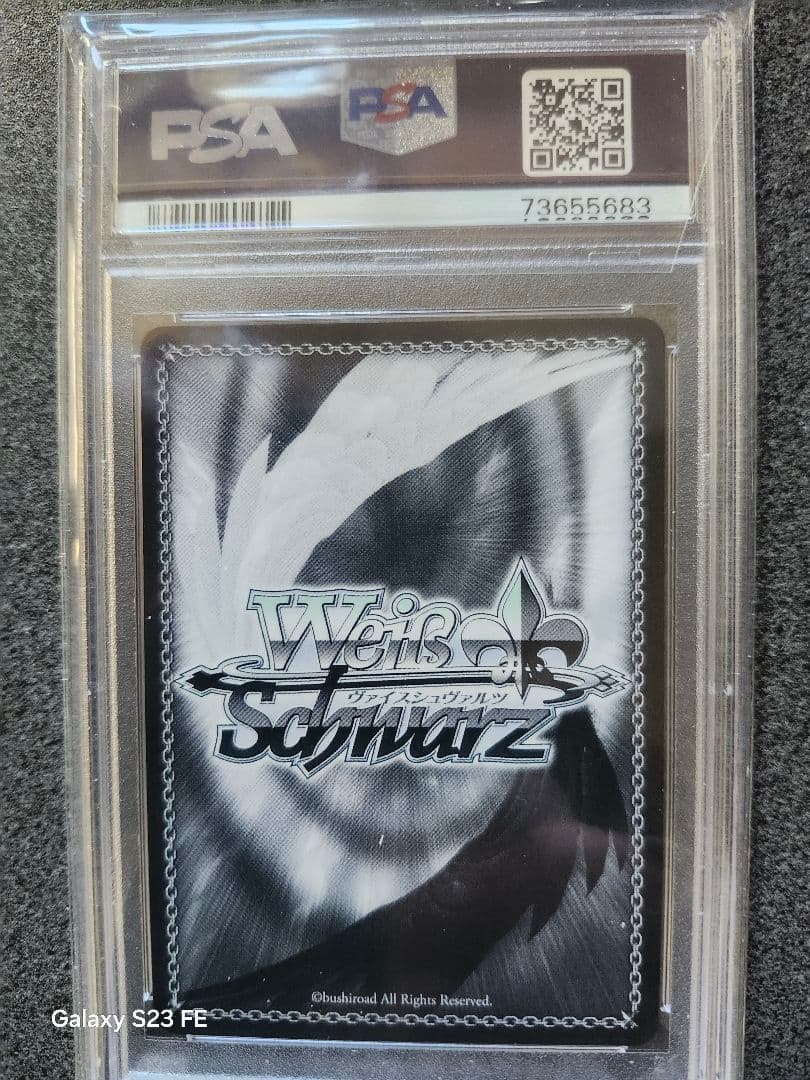 PSA
PSA
73655683
Weiß
ヴァイスシュヴァルツ
Schwarz
©bushiroad All Rights Reserved.
Galaxy S23 FE